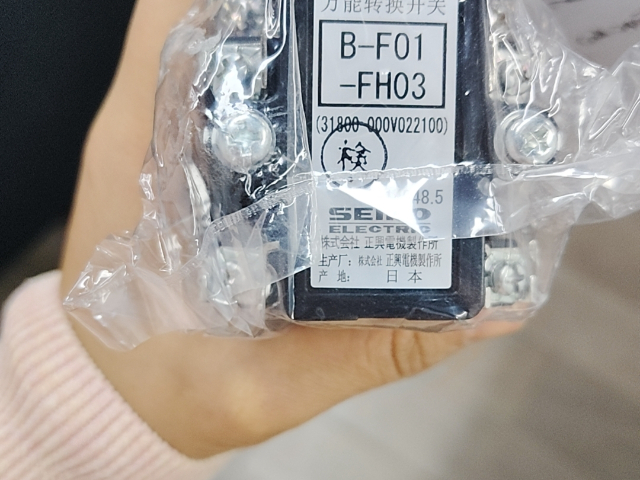 万能转换开关
B-F01
-FH03
(31800-000V022100)
検
48.5
SEIKO
ELECTRIC
株式会社 正興電機製作所
生产厂: 株式会社 正興電機製作所
产 地: 日本